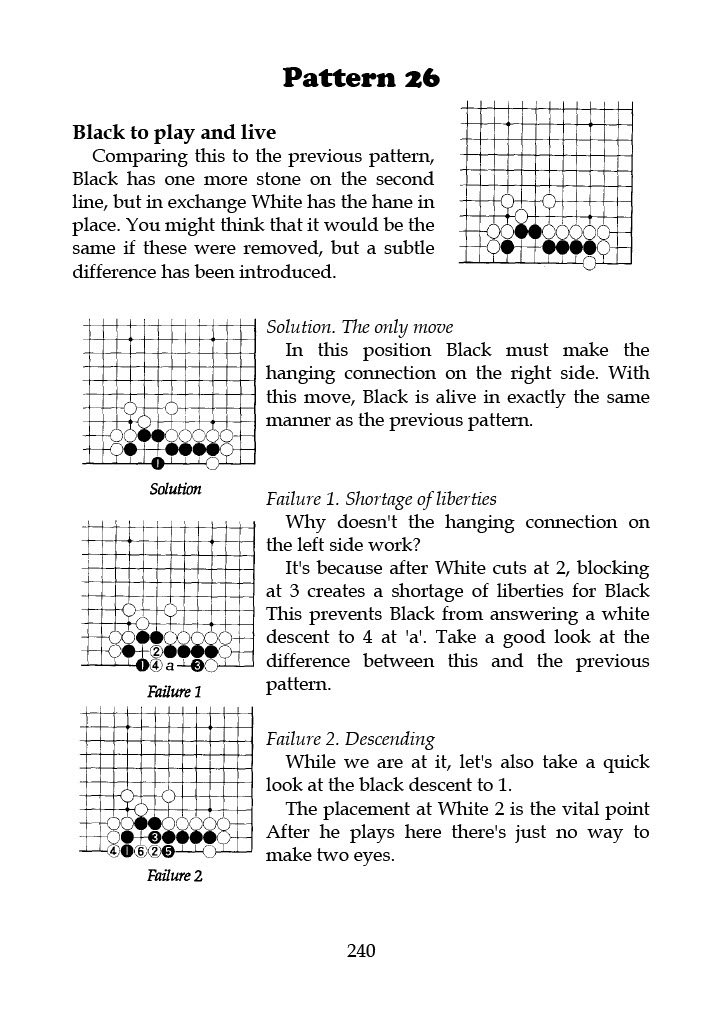 Pattern 26
Black to play and live
Comparing this to the previous pattern,
Black has one more stone on the second
line, but in exchange White has the hane in
place. You might think that it would be the
same if these were removed, but a subtle
difference has been introduced.
Solution. The only move
In this position Black must make the
hanging connection on the right side. With
this move, Black is alive in exactly the same
manner as the previous pattern.
1
Solution
Failure 1. Shortage of liberties
Why doesn't the hanging connection on
the left side work?
It's because after White cuts at 2, blocking
at 3 creates a shortage of liberties for Black
This prevents Black from answering a white
descent to 4 at 'a'. Take a good look at the
difference between this and the previous
pattern.
2
1 4 a 3
Failure 1
Failure 2. Descending
While we are at it, let's also take a quick
look at the black descent to 1.
The placement at White 2 is the vital point
After he plays here there's just no way to
make two eyes.
3
4 1 6 2 5
Failure 2
240